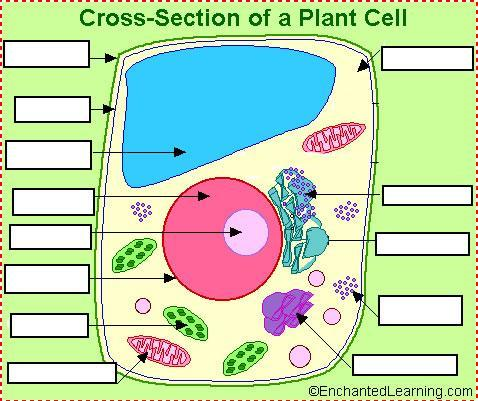 Cross-Section of a Plant Cell
©EnchantedLearning.com